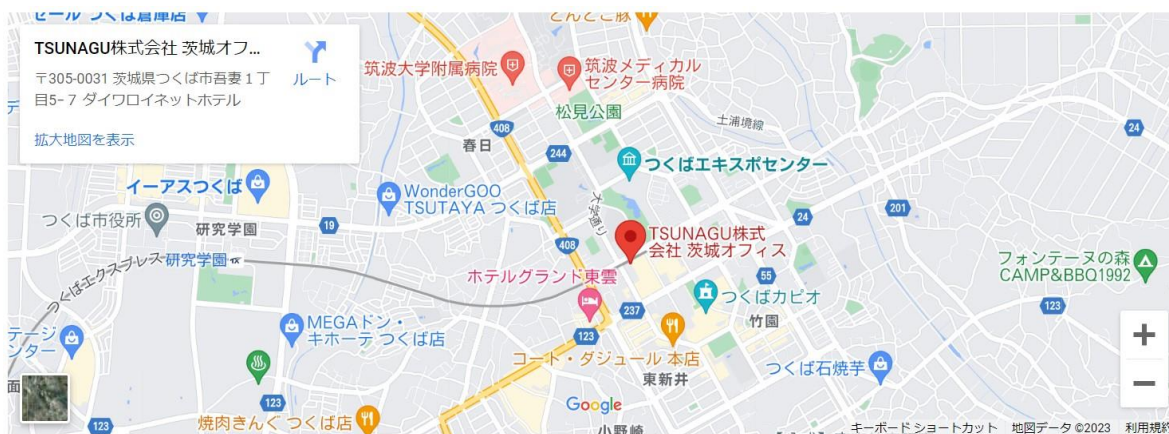 セール つくば倉庫店
とんとこ豚
TSUNAGU株式会社 茨城オフ...
〒305-0031 茨城県つくば市吾妻１丁
目5−７ ダイワロイネットホテル
ルート
拡大地図を表示
筑波大学附属病院
筑波メディカル
センター病院
松見公園
408
土浦境線
24
春日
244
つくばエキスポセンター
イーアスつくば
WonderGOO
TSUTAYA つくば店
大学通り
つくば市役所
研究学園
19
24
201
408
TSUNAGU株式
会社 茨城オフィス
つくばエクスプレス
研究学園
フォンテーヌの森
CAMP&BBQ1992
ホテルグランド東雲
55
つくばカピオ
123
237
竹園
MEGAドン・
キホーテ つくば店
テージ
ンター
123
コート・ダジュール 本店
つくば石焼芋
面
東新井
123
Google
123
焼肉きんぐ つくば店
小野崎
キーボード ショートカット
地図データ ©2023
利用規約